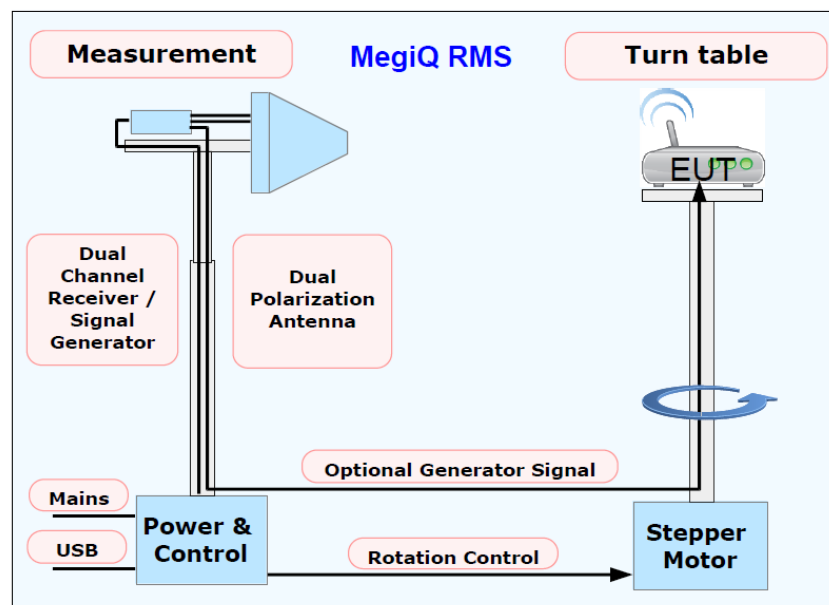 Measurement
MegiQ RMS
Turn table
EUT
Dual
Channel
Receiver /
Signal
Generator
Dual
Polarization
Antenna
Optional Generator Signal
Mains
USB
Power &
Control
Rotation Control
Stepper
Motor